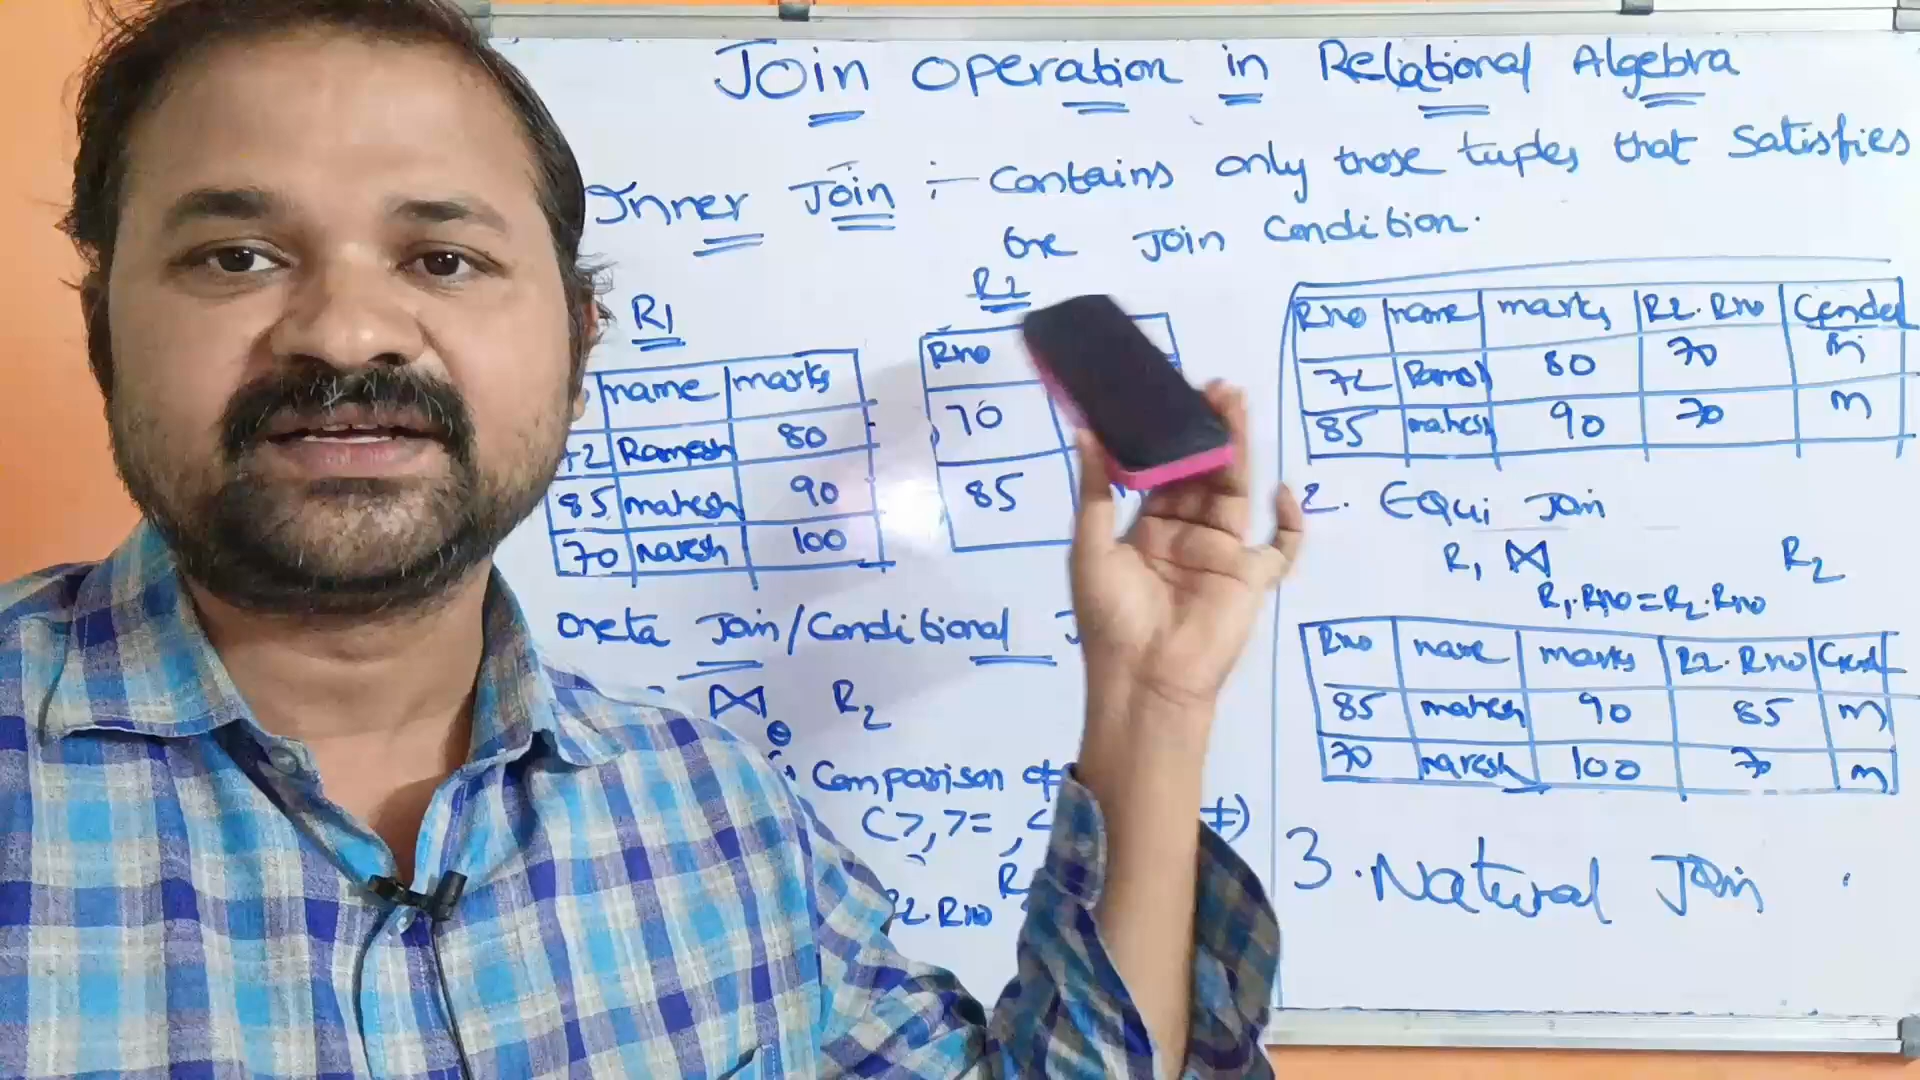 Join Operation in Relational Algebra
Inner Join :- Contains only those tuples that satisfies
the Join Condition.
R1
name marks
72 Ramesh 80
85 mahesh 90
70 naresh 100
R2
Rno
70
85
Theta Join/Conditional
⋈θ R2
Comparison
(>, >=, <
≠)
R2.Rno
Rno name marks R2.Rno Gender
72 Ramesh 80 70 m
85 mahesh 90 70 m
2. EQui Join
R1 ⋈ R2
R1.Rno=R2.Rno
Rno name marks R2.Rno
85 mahesh 90 85 m
70 naresh 100 70 m
3. Natural Join